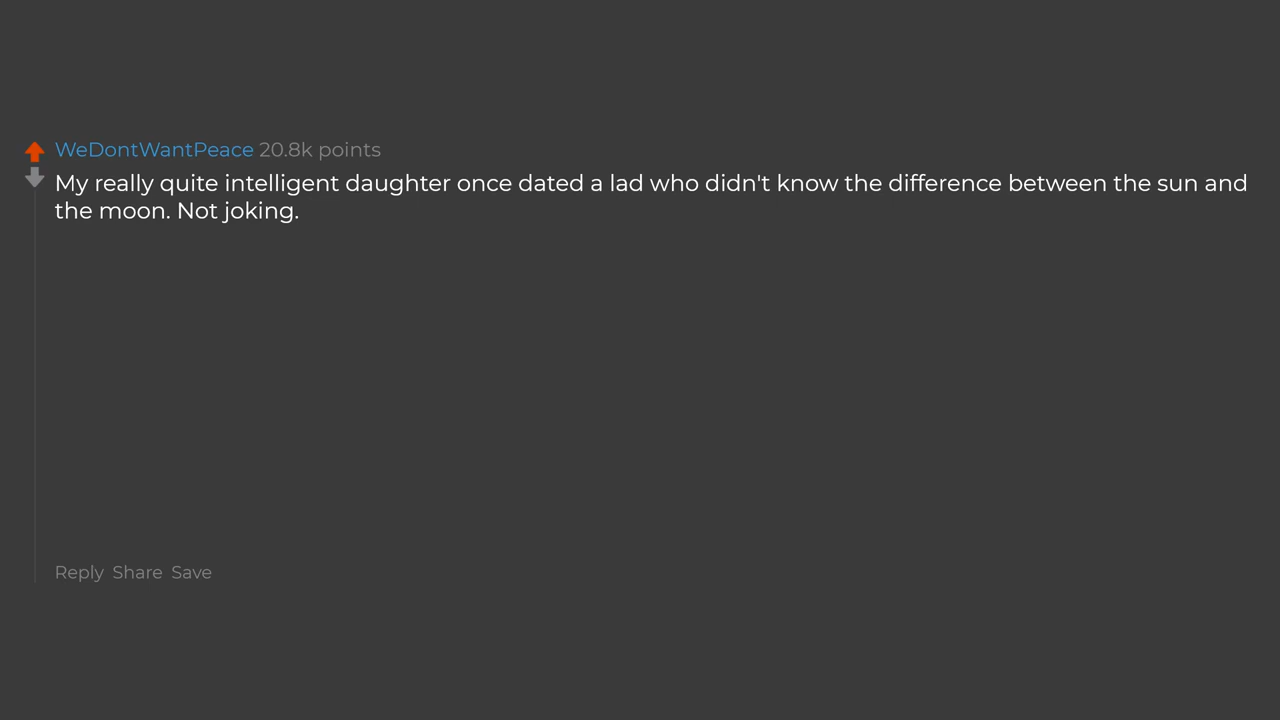 WeDontWantPeace 20.8k points
My really quite intelligent daughter once dated a lad who didn't know the difference between the sun and
the moon. Not joking.
Reply Share Save